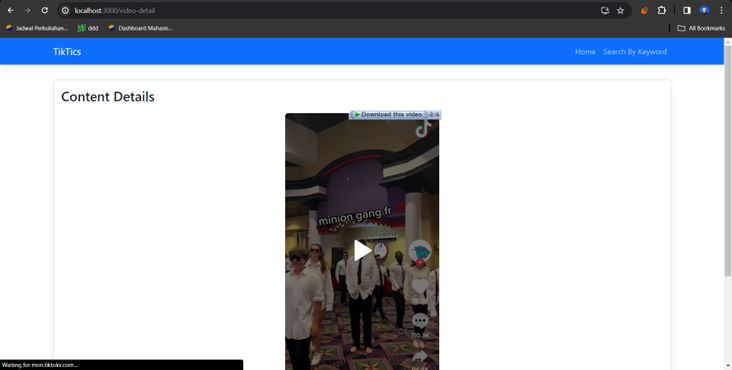 localhost:3000/video-detail
Jadwal Perkuliahan...
ddd
Dashboard Mahasis...
All Bookmarks
TikTics
Home
Search By Keyword
Content Details
Download this video
minion gang fr
110.3K
Waiting for mon.tiktokv.com...